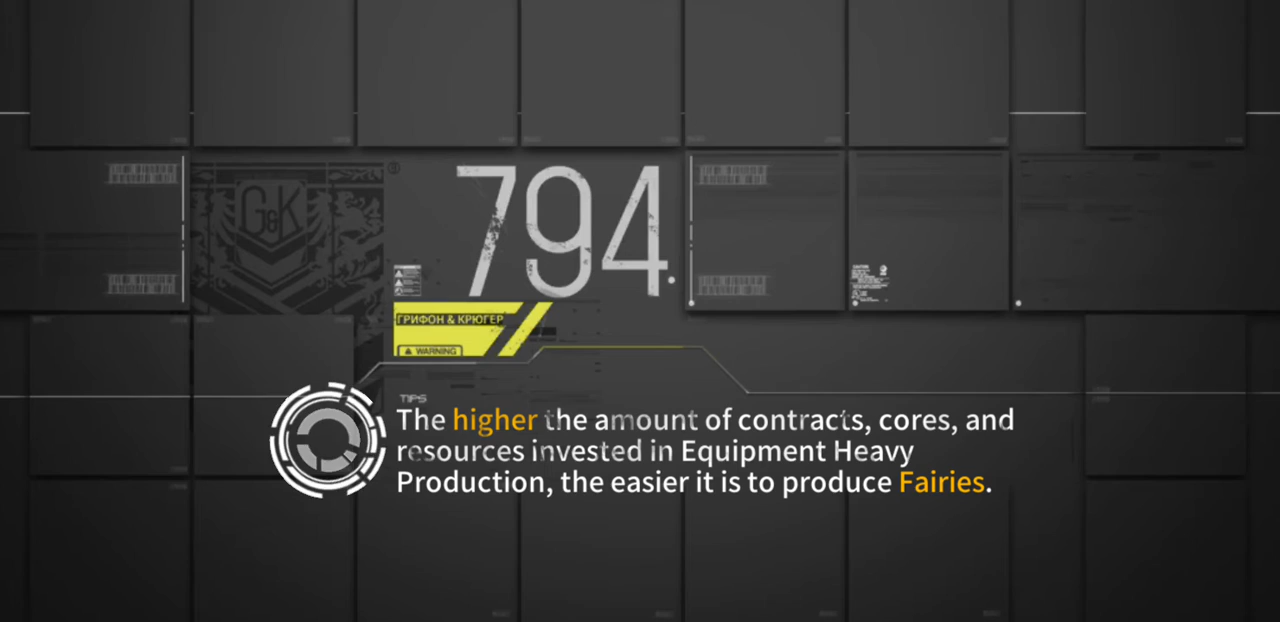 G&K
794.
ГРИФОН & КРЮГЕР
WARNING
TIPS
The higher the amount of contracts, cores, and
resources invested in Equipment Heavy
Production, the easier it is to produce Fairies.
CAUTION